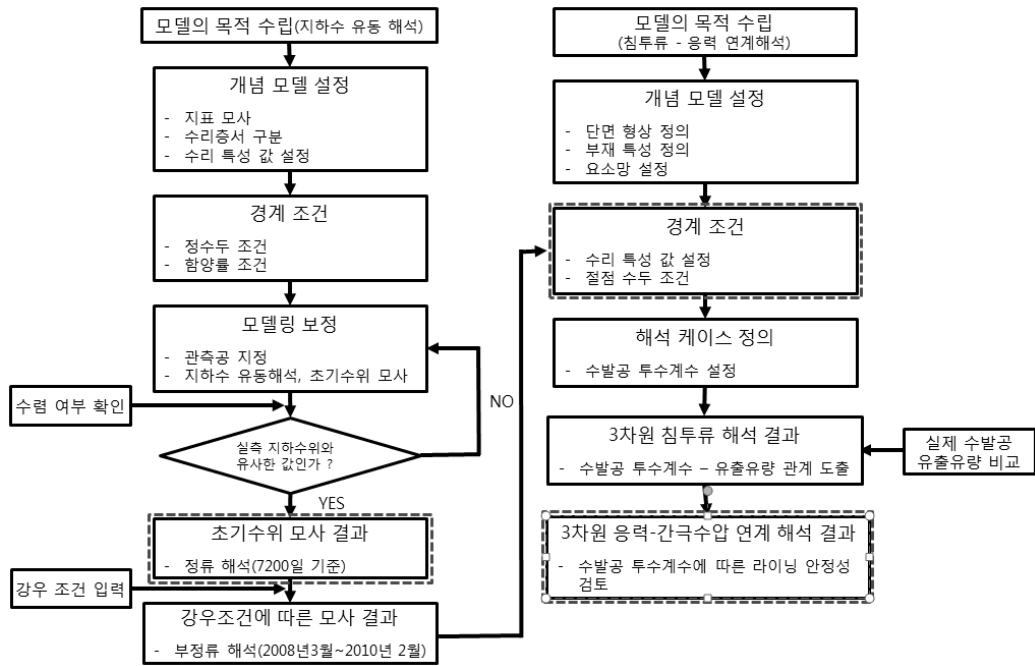 모델의 목적 수립(지하수 유동 해석)
개념 모델 설정
- 지표 모사
- 수리층서 구분
- 수리 특성 값 설정
경계 조건
- 정수두 조건
- 함양률 조건
모델링 보정
- 관측공 지정
- 지하수 유동해석, 초기수위 모사
수렴 여부 확인
NO
실측 지하수위와
유사한 값인가 ?
YES
초기수위 모사 결과
- 정류 해석(7200일 기준)
강우 조건 입력
강우조건에 따른 모사 결과
- 부정류 해석(2008년3월~2010년 2월)
모델의 목적 수립
(침투류 - 응력 연계해석)
개념 모델 설정
- 단면 형상 정의
- 부재 특성 정의
- 요소망 설정
경계 조건
- 수리 특성 값 설정
- 절점 수두 조건
해석 케이스 정의
- 수발공 투수계수 설정
3차원 침투류 해석 결과
- 수발공 투수계수 – 유출유량 관계 도출
실제 수발공
유출유량 비교
3차원 응력-간극수압 연계 해석 결과
- 수발공 투수계수에 따른 라이닝 안정성
검토